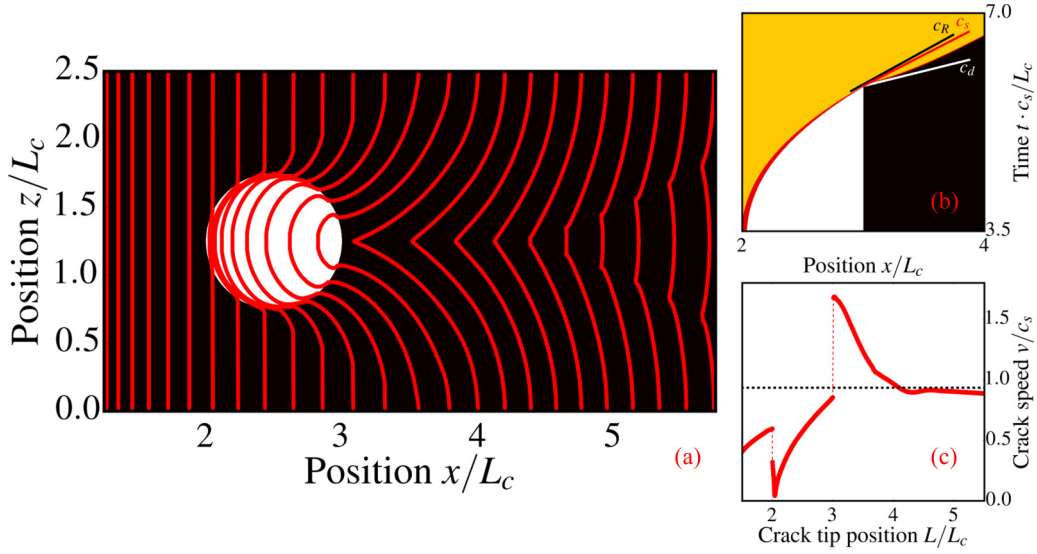 2.5
2.0
1.5
1.0
0.5
0.0
Position z/L_c
2
3
4
5
Position x/L_c
(a)
7.0
3.5
Time t · c_s/L_c
c_R
c_s
c_d
(b)
2
4
Position x/L_c
1.5
1.0
0.5
0.0
Crack speed v/c_s
(c)
2
3
4
5
Crack tip position L/L_c